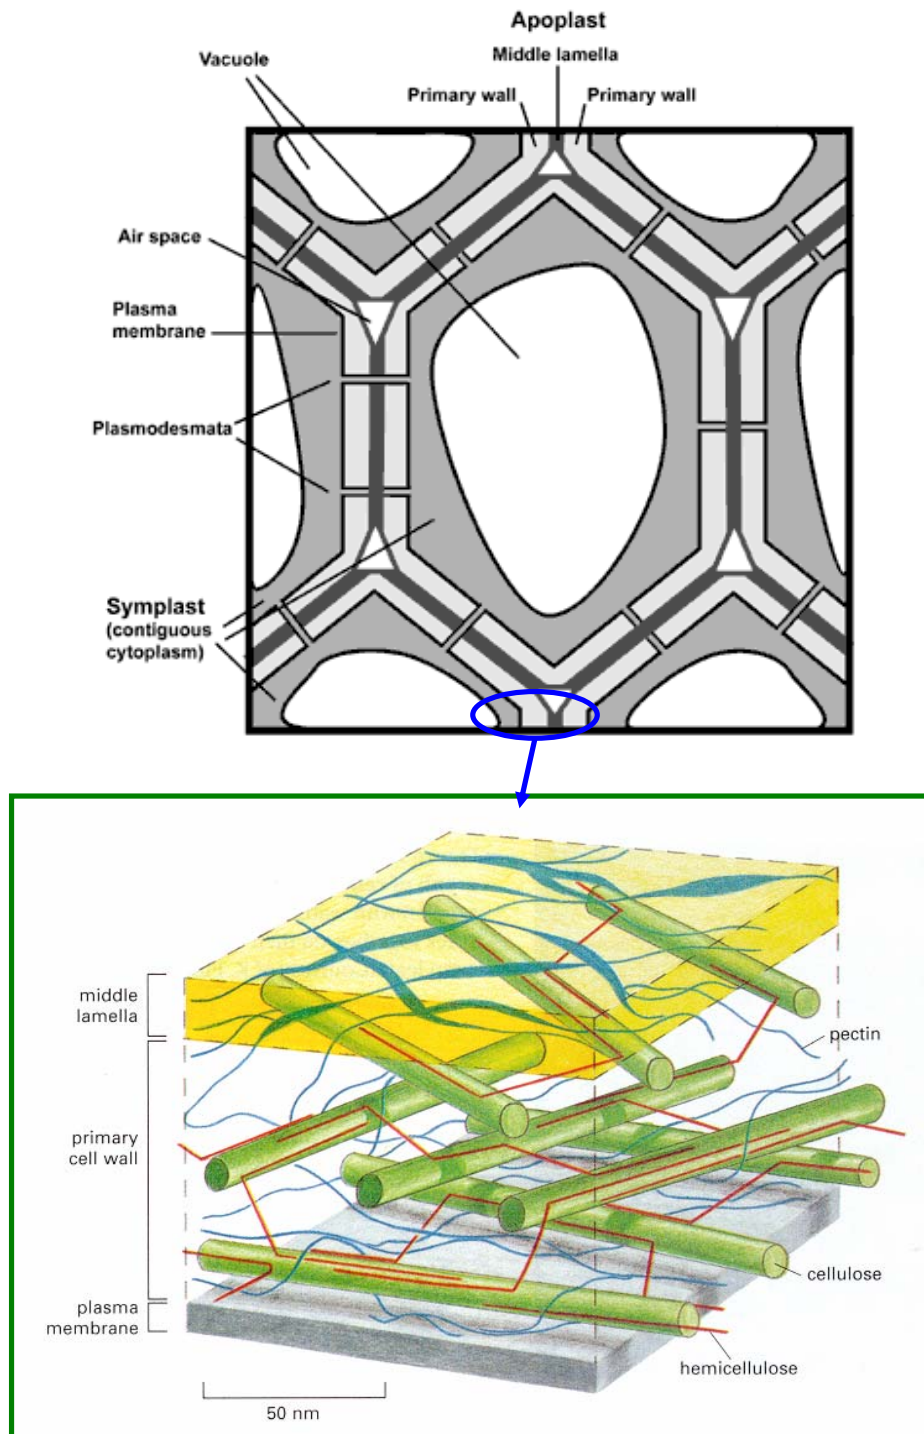 Apoplast
Middle lamella
Vacuole
Primary wall
Primary wall
Air space
Plasma
membrane
Plasmodesmata
Symplast
(contiguous
cytoplasm)
middle
lamella
pectin
primary
cell wall
cellulose
plasma
membrane
hemicellulose
50 nm